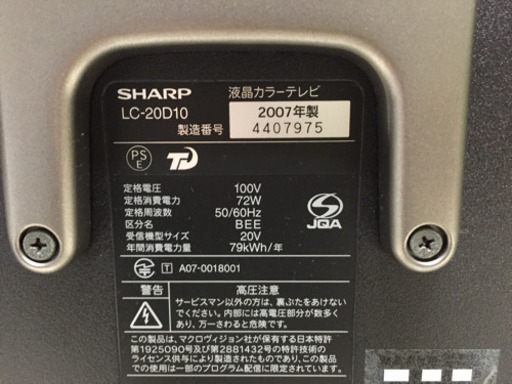 SHARP 液晶カラーテレビ
LC-20D10 2007年製
製造番号 4407975
PS
E
定格電圧 100V
定格消費電力 72W
定格周波数 50/60Hz
区分名 BEE
受信機型サイズ 20V
年間消費電力量 79kWh/年
JQA
T A07-0018001
警告 高圧注意
サービスマン以外の方は、裏ぶたをあけない
でください。内部には高電圧部分が数多く
あり、万一さわると危険です。
この製品は、マクロヴィジョン社が保有する日本特許
第1925090号及び第2881432号の特許技術の
ライセンス供与により製造されたものであり、この製品
での使用は一部のプログラム配信に限定されています。